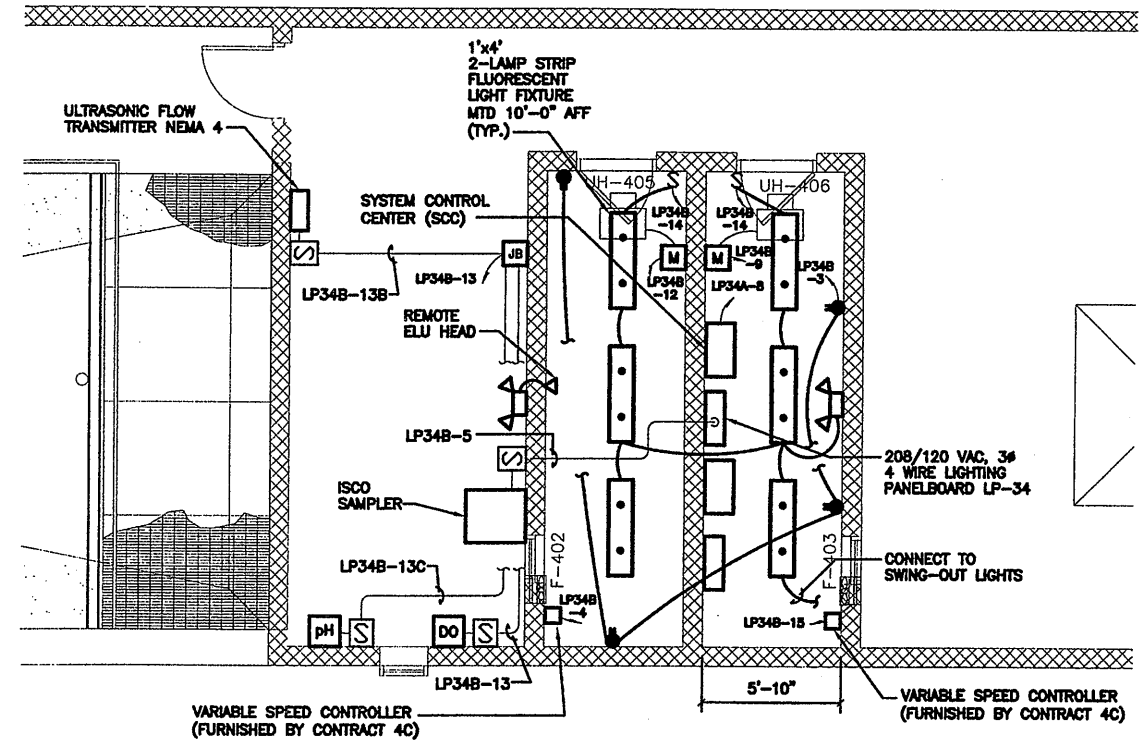 1'x4'
2-LAMP STRIP
FLUORESCENT
LIGHT FIXTURE
MTD 10'-0" AFF
(TYP.)
ULTRASONIC FLOW
TRANSMITTER NEMA 4
SYSTEM CONTROL
CENTER (SCC)
UH-405
UH-406
LP34B
-14
LP34B
-14
JB
M
M
LP34B
-9
LP34B
-3
LP34B-13
LP34B
-12
LP34A-8
LP34B-13B
REMOTE
ELU HEAD
LP34B-5
208/120 VAC, 3ø
4 WIRE LIGHTING
PANELBOARD LP-34
ISCO
SAMPLER
F-402
F-403
CONNECT TO
SWING-OUT LIGHTS
LP34B-13C
LP34B
-4
LP34B-15
pH
DO
LP34B-13
5'-10"
VARIABLE SPEED CONTROLLER
(FURNISHED BY CONTRACT 4C)
VARIABLE SPEED CONTROLLER
(FURNISHED BY CONTRACT 4C)